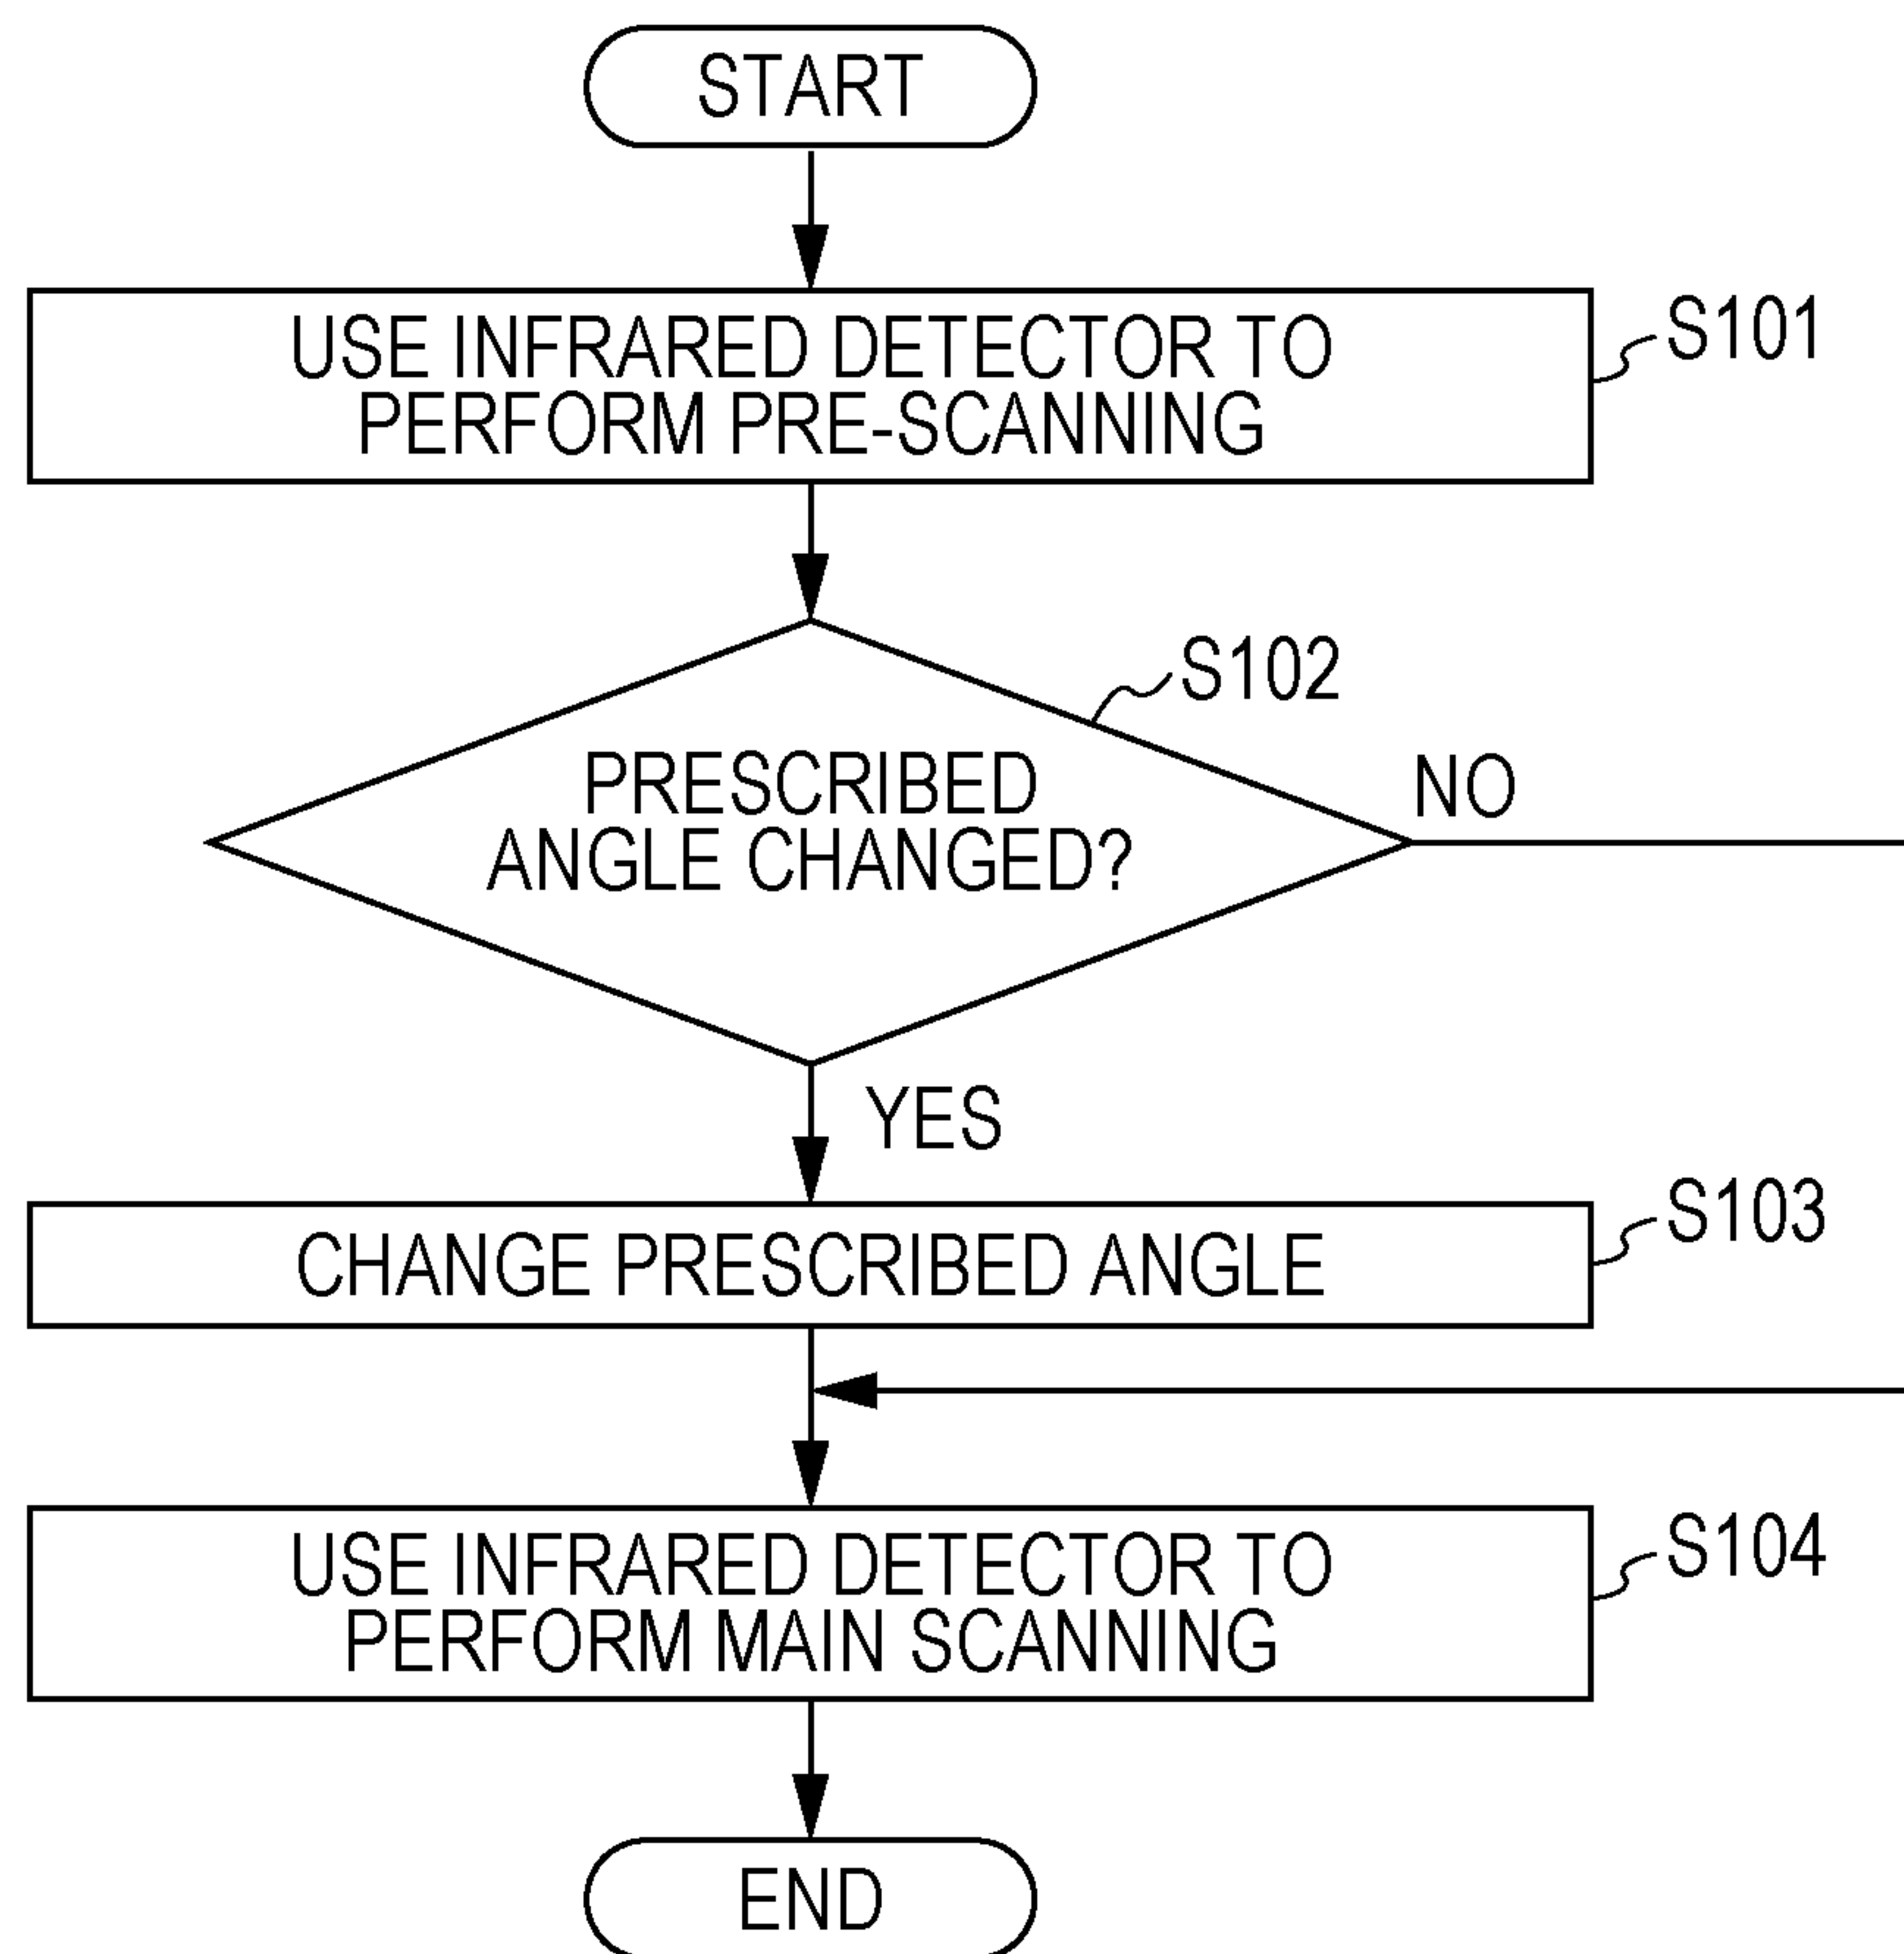 START
USE INFRARED DETECTOR TO
PERFORM PRE-SCANNING
S101
S102
PRESCRIBED
ANGLE CHANGED?
NO
YES
CHANGE PRESCRIBED ANGLE
S103
USE INFRARED DETECTOR TO
PERFORM MAIN SCANNING
S104
END